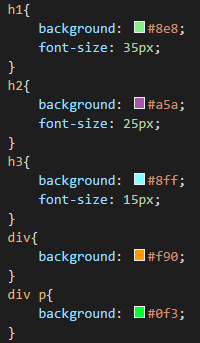 h1{
    background: #8e8;
    font-size: 35px;
}
h2{
    background: #a5a;
    font-size: 25px;
}
h3{
    background: #8ff;
    font-size: 15px;
}
div{
    background: #f90;
}
div p{
    background: #0f3;
}